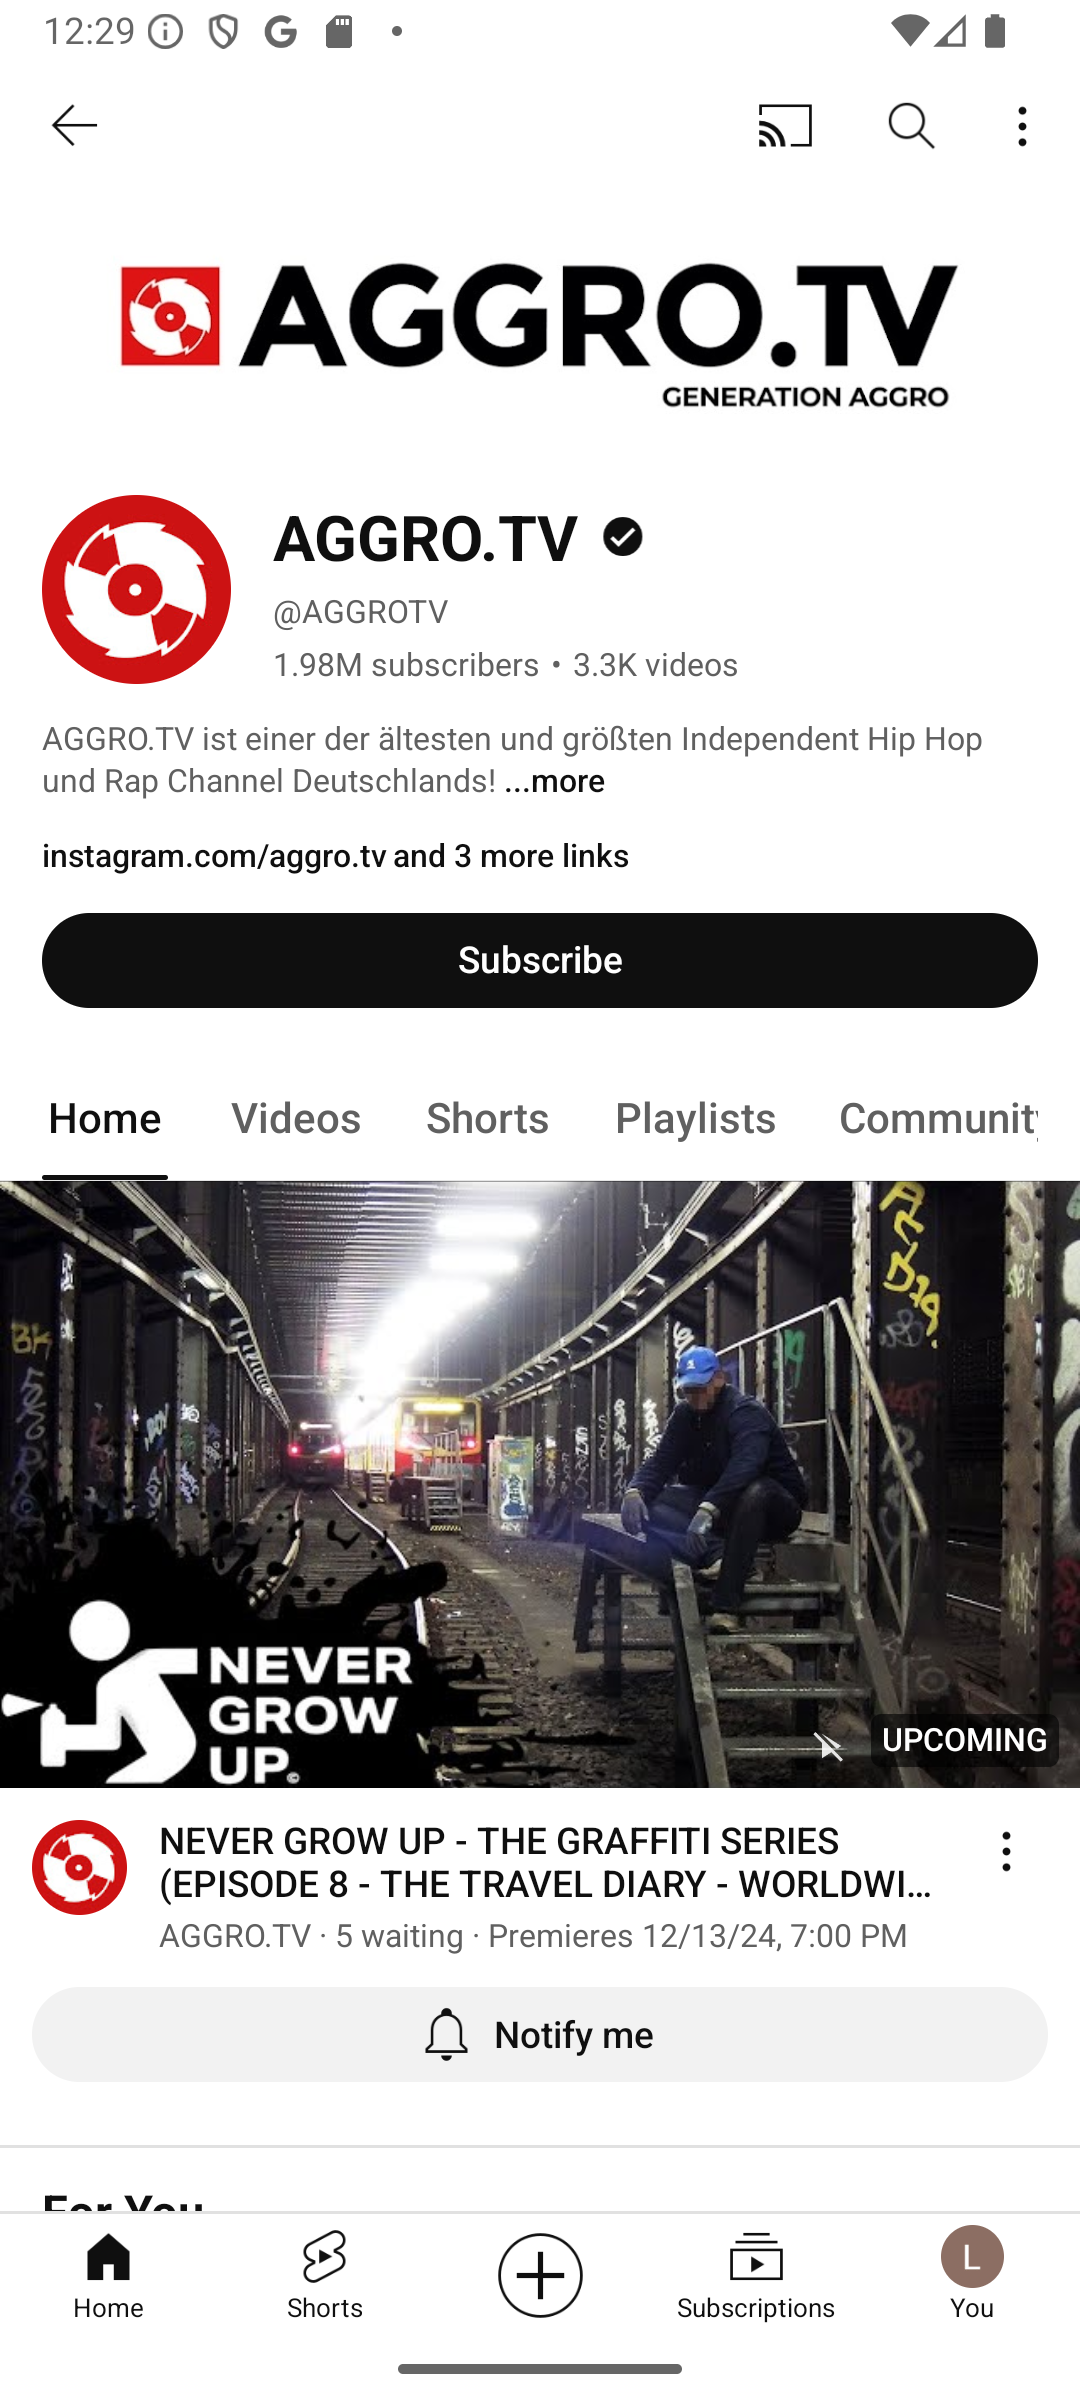 12:29
AGGRO.TV
GENERATION AGGRO
AGGRO.TV
@AGGROTV
1.98M subscribers • 3.3K videos
AGGRO.TV ist einer der ältesten und größten Independent Hip Hop
und Rap Channel Deutschlands! ...more
instagram.com/aggro.tv and 3 more links
Subscribe
Home Videos Shorts Playlists Community
NEVER
GROW
UP
UPCOMING
NEVER GROW UP - THE GRAFFITI SERIES
(EPISODE 8 - THE TRAVEL DIARY - WORLDWI...
AGGRO.TV · 5 waiting · Premieres 12/13/24, 7:00 PM
Notify me
For You
Home Shorts Subscriptions L You